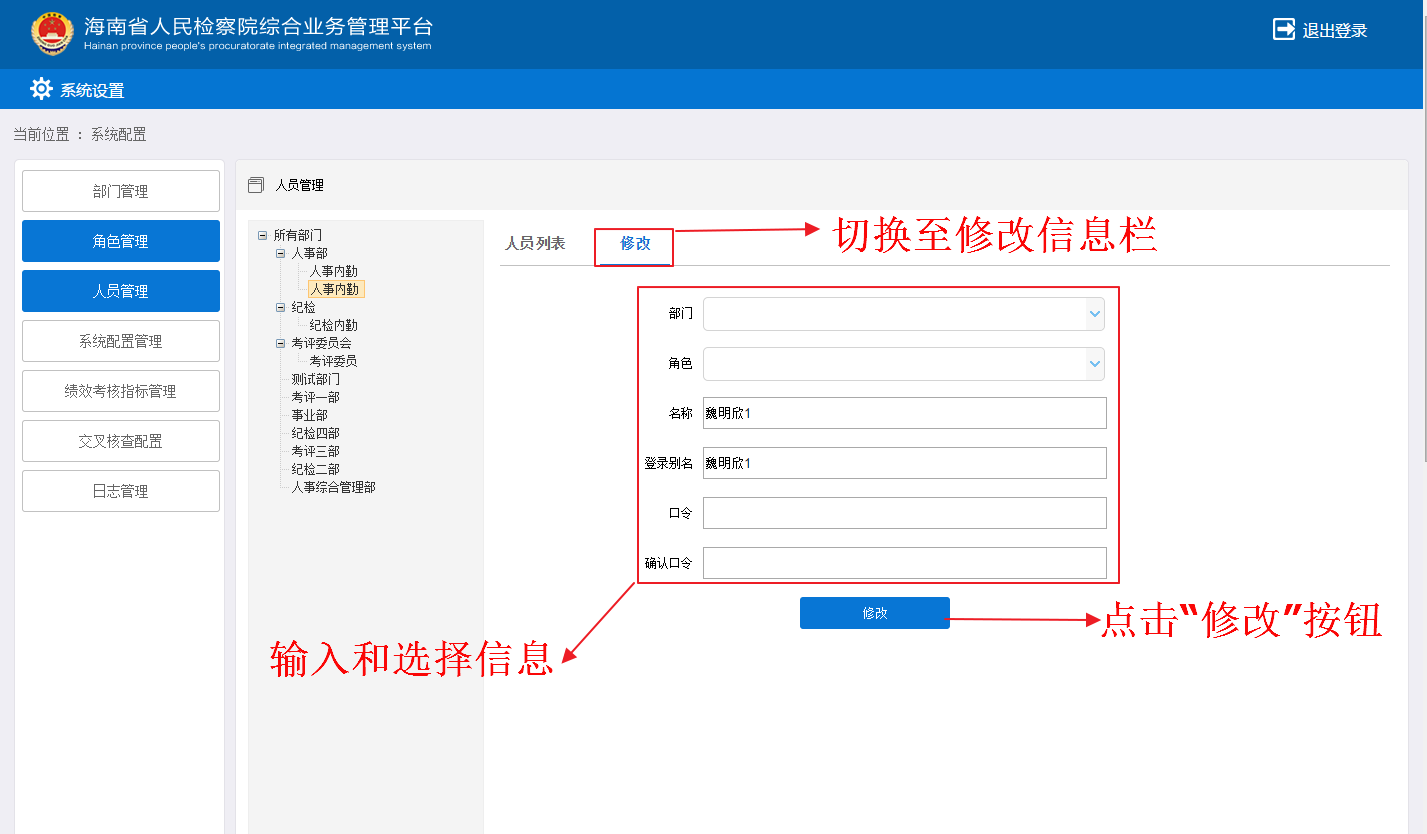 海南省人民检察院综合业务管理平台
Hainan province people's procuratorate integrated management system
退出登录
系统设置
当前位置 ： 系统配置
部门管理
角色管理
人员管理
系统配置管理
绩效考核指标管理
交叉核查配置
日志管理
人员管理
所有部门
人事部
人事内勤
人事内勤
纪检
纪检内勤
考评委员会
考评委员
测试部门
考评一部
事业部
纪检四部
考评三部
纪检二部
人事综合管理部
人员列表
修改
切换至修改信息栏
部门
角色
名称 魏明欣1
登录别名 魏明欣1
口令
确认口令
修改
点击“修改”按钮
输入和选择信息